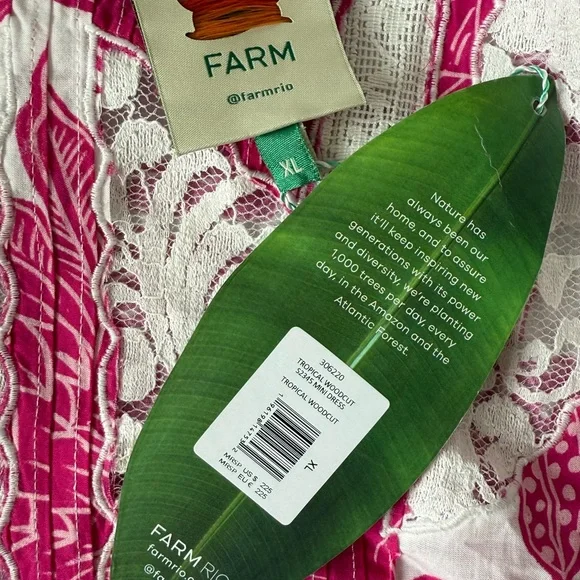 FARM
@farmrio
XL
Nature has
always been our
home, and to assure
it'll keep inspiring new
generations with its power
and diversity, we're planting
1,000 trees per day, every
day, in the Amazon and the
Atlantic Forest.
306220
TROPICAL WOODCUT
S2345 MINI DRESS
TROPICAL WOODCUT
XL
MRSP US $ 225
MRSP EU € 225
FARM RIO
farmrio.